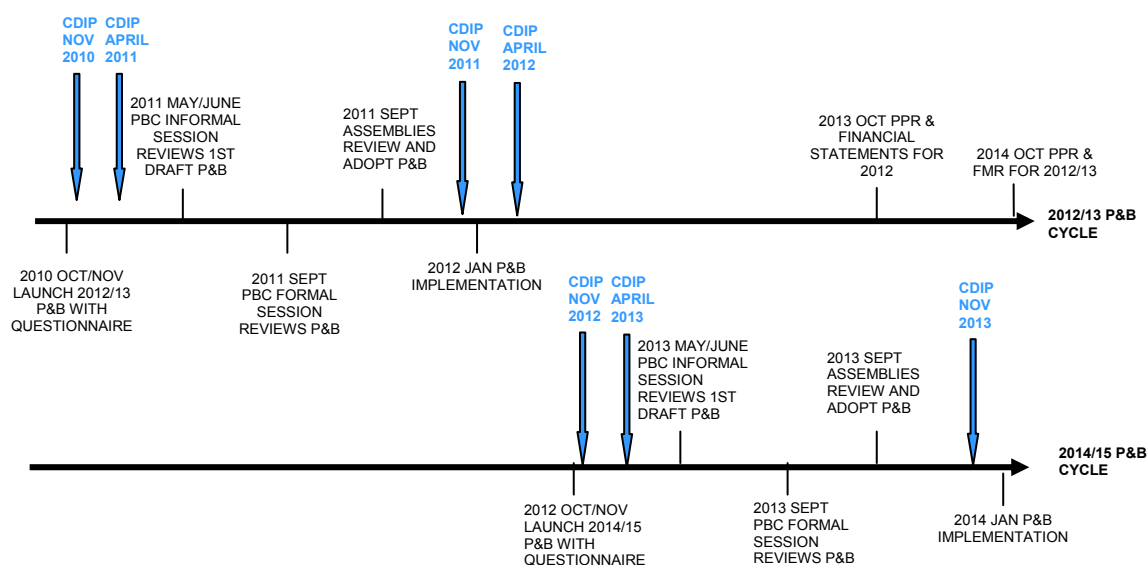 CDIP
NOV
2010
CDIP
APRIL
2011
CDIP
NOV
2011
CDIP
APRIL
2012
2011 MAY/JUNE
PBC INFORMAL
SESSION
REVIEWS 1ST
DRAFT P&B
2011 SEPT
ASSEMBLIES
REVIEW AND
ADOPT P&B
2013 OCT PPR &
FINANCIAL
STATEMENTS FOR
2012
2014 OCT PPR &
FMR FOR 2012/13
2012/13 P&B
CYCLE
2010 OCT/NOV
LAUNCH 2012/13
P&B WITH
QUESTIONNAIRE
2011 SEPT
PBC FORMAL
SESSION
REVIEWS P&B
2012 JAN P&B
IMPLEMENTATION
CDIP
NOV
2012
CDIP
APRIL
2013
CDIP
NOV
2013
2013 MAY/JUNE
PBC INFORMAL
SESSION
REVIEWS 1ST
DRAFT P&B
2013 SEPT
ASSEMBLIES
REVIEW AND
ADOPT P&B
2014/15 P&B
CYCLE
2012 OCT/NOV
LAUNCH 2014/15
P&B WITH
QUESTIONNAIRE
2013 SEPT
PBC FORMAL
SESSION
REVIEWS P&B
2014 JAN P&B
IMPLEMENTATION